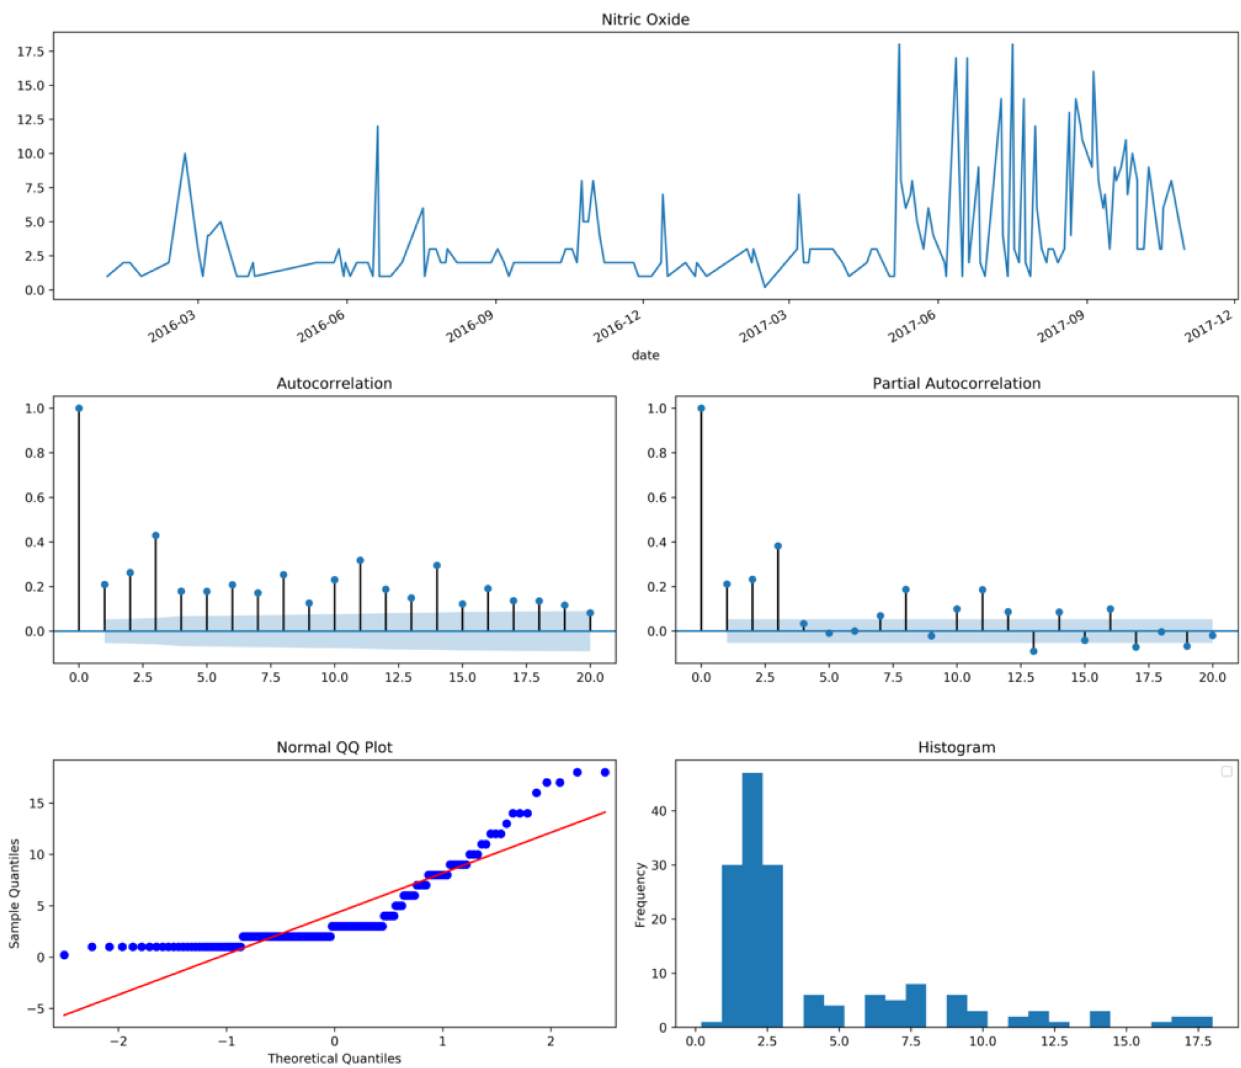 Nitric Oxide
17.5
15.0
12.5
10.0
7.5
5.0
2.5
0.0
2016-03
2016-06
2016-09
2016-12
2017-03
2017-06
2017-09
2017-12
date
Autocorrelation
1.0
0.8
0.6
0.4
0.2
0.0
0.0 2.5 5.0 7.5 10.0 12.5 15.0 17.5 20.0
Partial Autocorrelation
1.0
0.8
0.6
0.4
0.2
0.0
0.0 2.5 5.0 7.5 10.0 12.5 15.0 17.5 20.0
Normal QQ Plot
Sample Quantiles
15
10
5
0
−5
−2 −1 0 1 2
Theoretical Quantiles
Histogram
Frequency
40
30
20
10
0
0.0 2.5 5.0 7.5 10.0 12.5 15.0 17.5